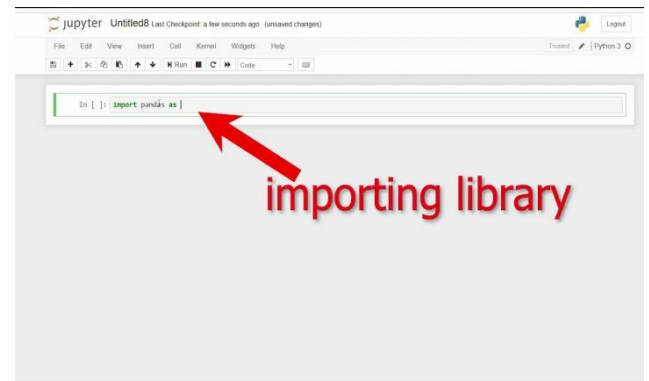 jupyter Untitled8 Last Checkpoint: a few seconds ago (unsaved changes) Logout
File Edit View Insert Cell Kernel Widgets Help Trusted Python 3
Run Code
In [ ]: import pandas as
importing library